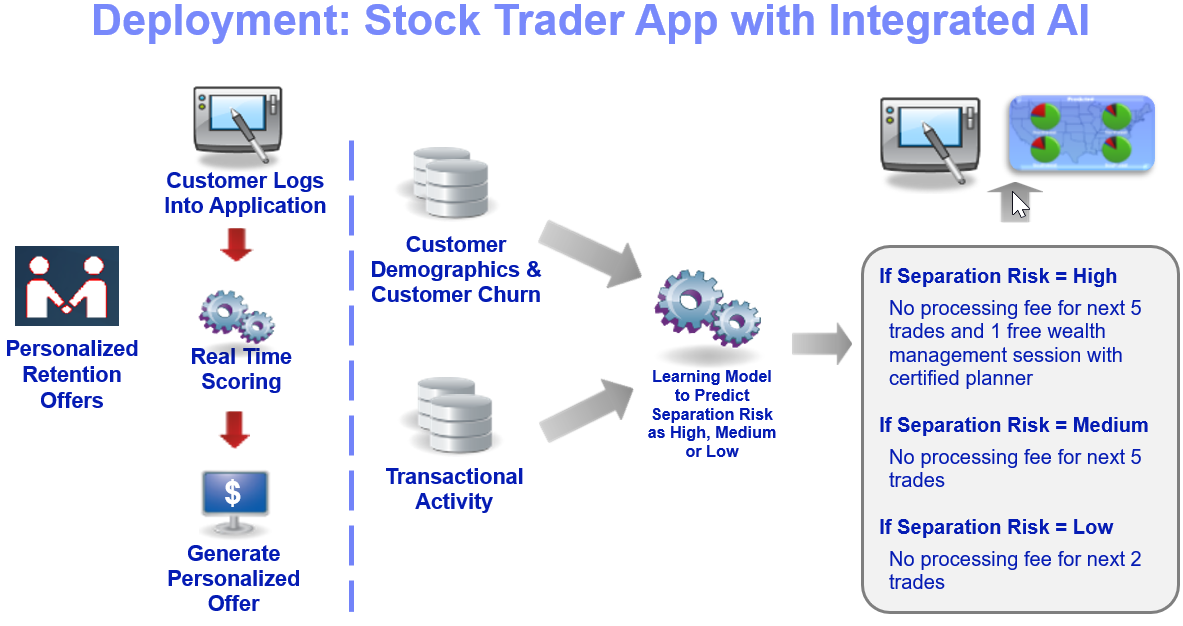 Deployment: Stock Trader App with Integrated AI
Personalized
Retention
Offers
Customer Logs
Into Application
Real Time
Scoring
$
Generate
Personalized
Offer
Customer
Demographics &
Customer Churn
Transactional
Activity
Learning Model
to Predict
Separation Risk
as High, Medium
or Low
Predicted
If Separation Risk = High
No processing fee for next 5
trades and 1 free wealth
management session with
certified planner
If Separation Risk = Medium
No processing fee for next 5
trades
If Separation Risk = Low
No processing fee for next 2
trades